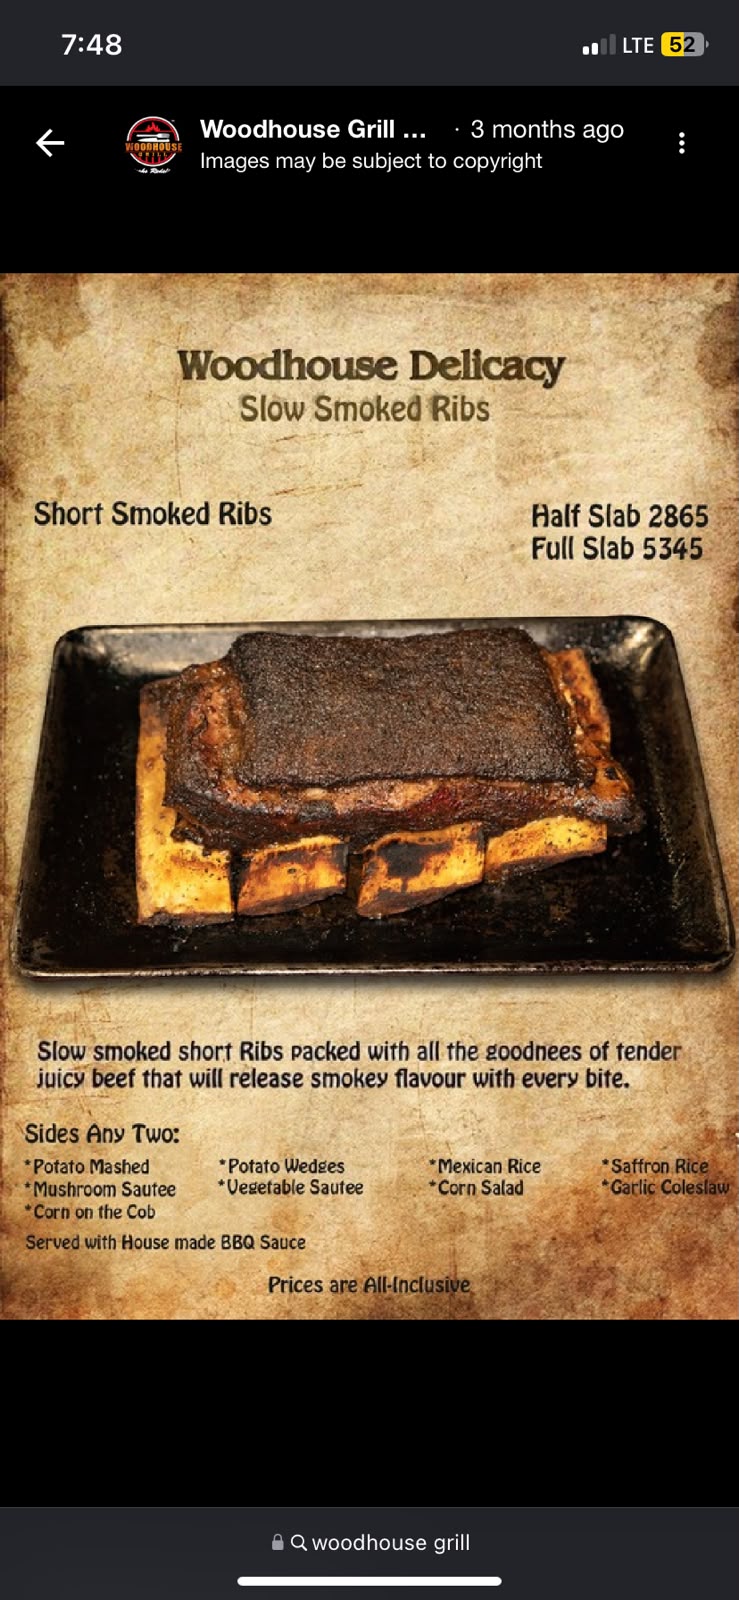 7:48
LTE 52
Woodhouse Grill ... · 3 months ago
Images may be subject to copyright
WOODHOUSE
GRILL
Woodhouse Delicacy
Slow Smoked Ribs
Short Smoked Ribs
Half Slab 2865
Full Slab 5345
Slow smoked short Ribs packed with all the goodnees of tender
juicy beef that will release smokey flavour with every bite.
Sides Any Two:
*Potato Mashed *Potato Wedges *Mexican Rice *Saffron Rice
*Mushroom Sautee *Vegetable Sautee *Corn Salad *Garlic Coleslaw
*Corn on the Cob
Served with House made BBQ Sauce
Prices are All-Inclusive
woodhouse grill